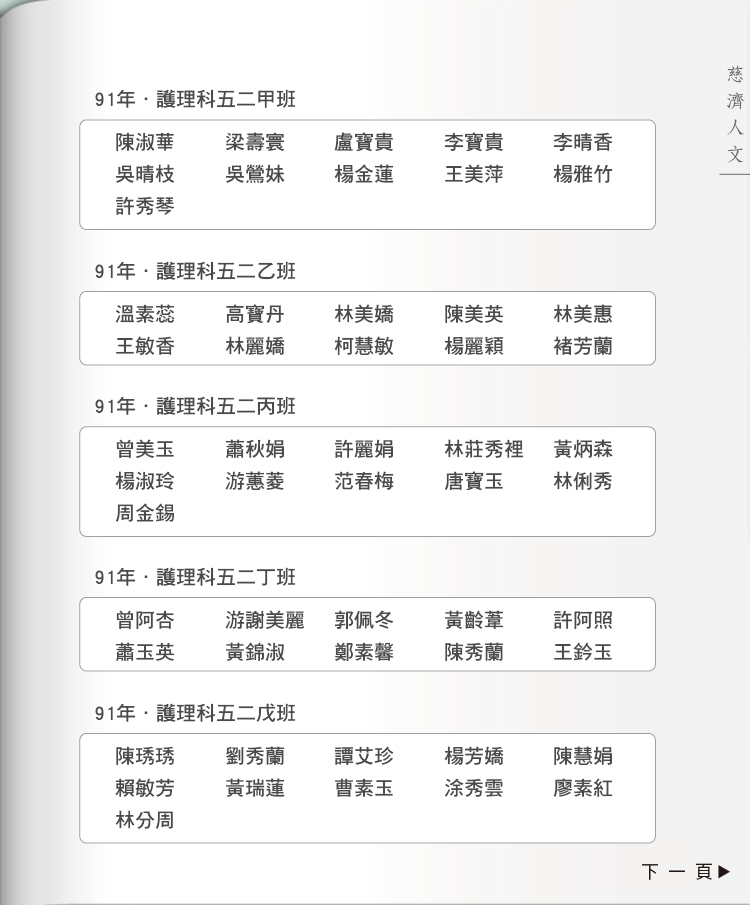 慈濟人文
91年．護理科五二甲班
陳淑華 梁壽寰 盧寶貴 李寶貴 李晴香
吳晴枝 吳鶯妹 楊金蓮 王美萍 楊雅竹
許秀琴
91年．護理科五二乙班
溫素蕊 高寶丹 林美嬌 陳美英 林美惠
王敏香 林麗嬌 柯慧敏 楊麗穎 褚芳蘭
91年．護理科五二丙班
曾美玉 蕭秋娟 許麗娟 林莊秀裡 黃炳森
楊淑玲 游蕙菱 范春梅 唐寶玉 林俐秀
周金錫
91年．護理科五二丁班
曾阿杏 游謝美麗 郭佩冬 黃齡葦 許阿照
蕭玉英 黃錦淑 鄭素馨 陳秀蘭 王鈐玉
91年．護理科五二戊班
陳琇琇 劉秀蘭 譚艾珍 楊芳嬌 陳慧娟
賴敏芳 黃瑞蓮 曹素玉 涂秀雲 廖素紅
林分周
下一頁▶